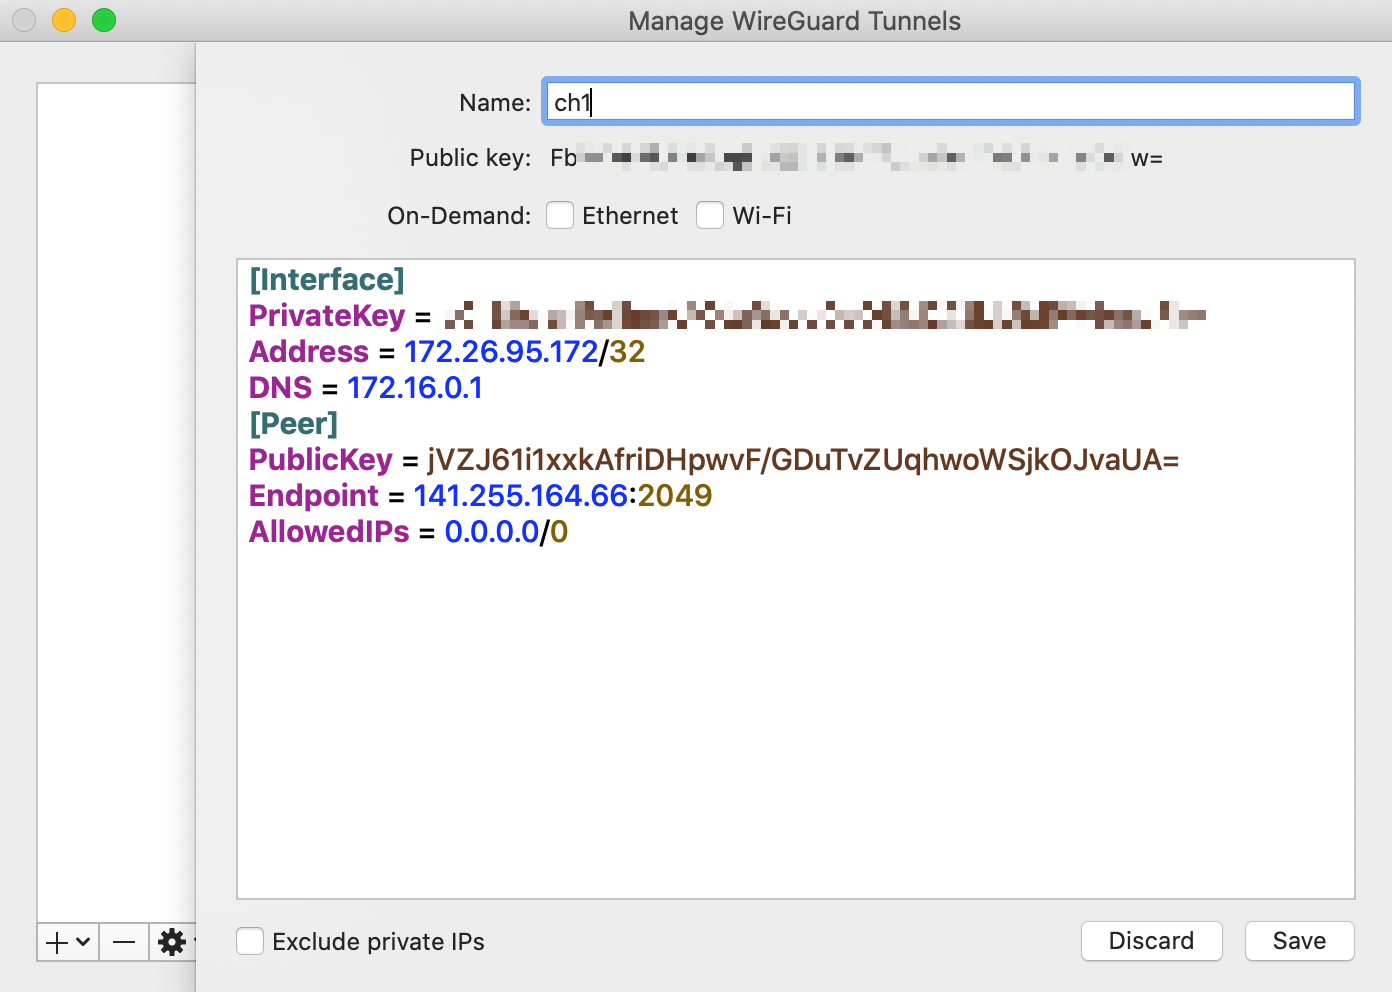 Manage WireGuard Tunnels
Name: ch1
Public key: Fb w=
On-Demand: Ethernet Wi-Fi
[Interface]
PrivateKey =
Address = 172.26.95.172/32
DNS = 172.16.0.1
[Peer]
PublicKey = jVZJ61i1xxkAfriDHpwvF/GDuTvZUqhwoWSjkOJvaUA=
Endpoint = 141.255.164.66:2049
AllowedIPs = 0.0.0.0/0
Exclude private IPs Discard Save